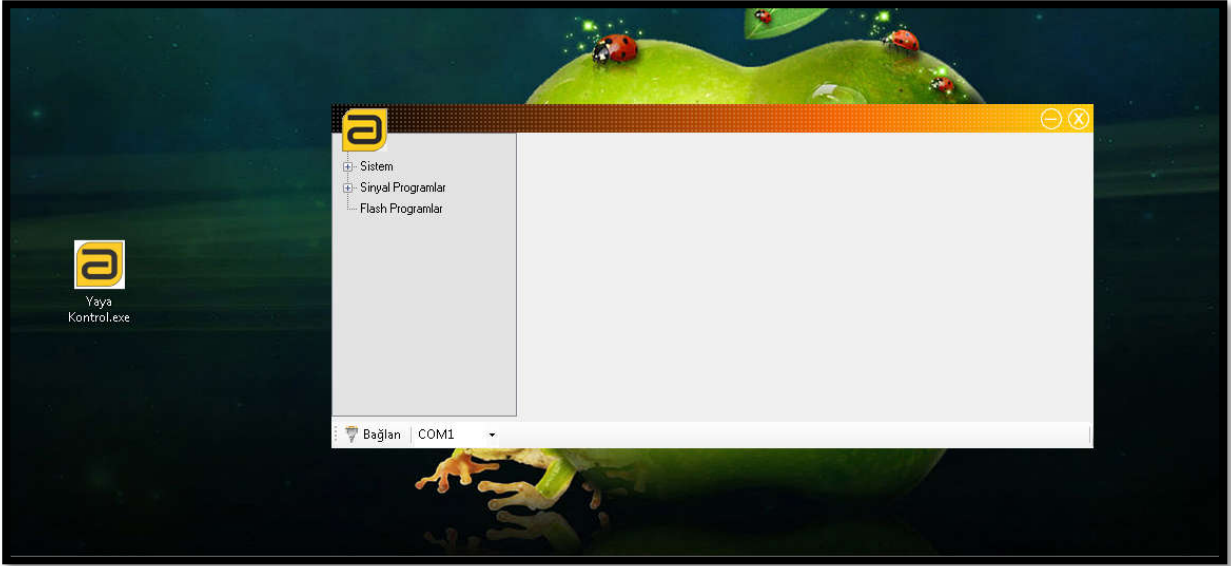 Sistem
Sinyal Programlar
Flash Programlar
Yaya
Kontrol.exe
Bağlan
COM1